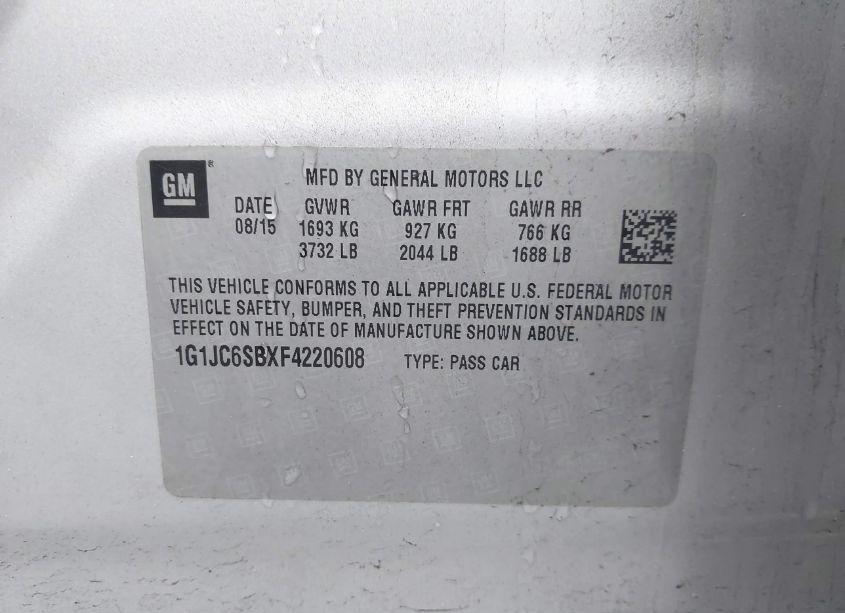 GM ®
MFD BY GENERAL MOTORS LLC
DATE GVWR GAWR FRT GAWR RR
08/15 1693 KG 927 KG 766 KG
3732 LB 2044 LB 1688 LB
THIS VEHICLE CONFORMS TO ALL APPLICABLE U.S. FEDERAL MOTOR
VEHICLE SAFETY, BUMPER, AND THEFT PREVENTION STANDARDS IN
EFFECT ON THE DATE OF MANUFACTURE SHOWN ABOVE.
1G1JC6SBXF4220608 TYPE: PASS CAR